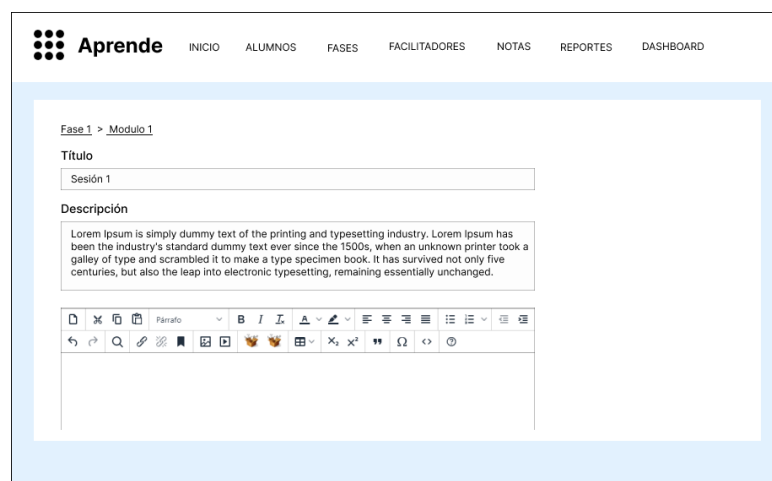 Aprende INICIO ALUMNOS FASES FACILITADORES NOTAS REPORTES DASHBOARD
Fase 1 > Modulo 1
Título
Sesión 1
Descripción
Lorem Ipsum is simply dummy text of the printing and typesetting industry. Lorem Ipsum has
been the industry's standard dummy text ever since the 1500s, when an unknown printer took a
galley of type and scrambled it to make a type specimen book. It has survived not only five
centuries, but also the leap into electronic typesetting, remaining essentially unchanged.
Párrafo